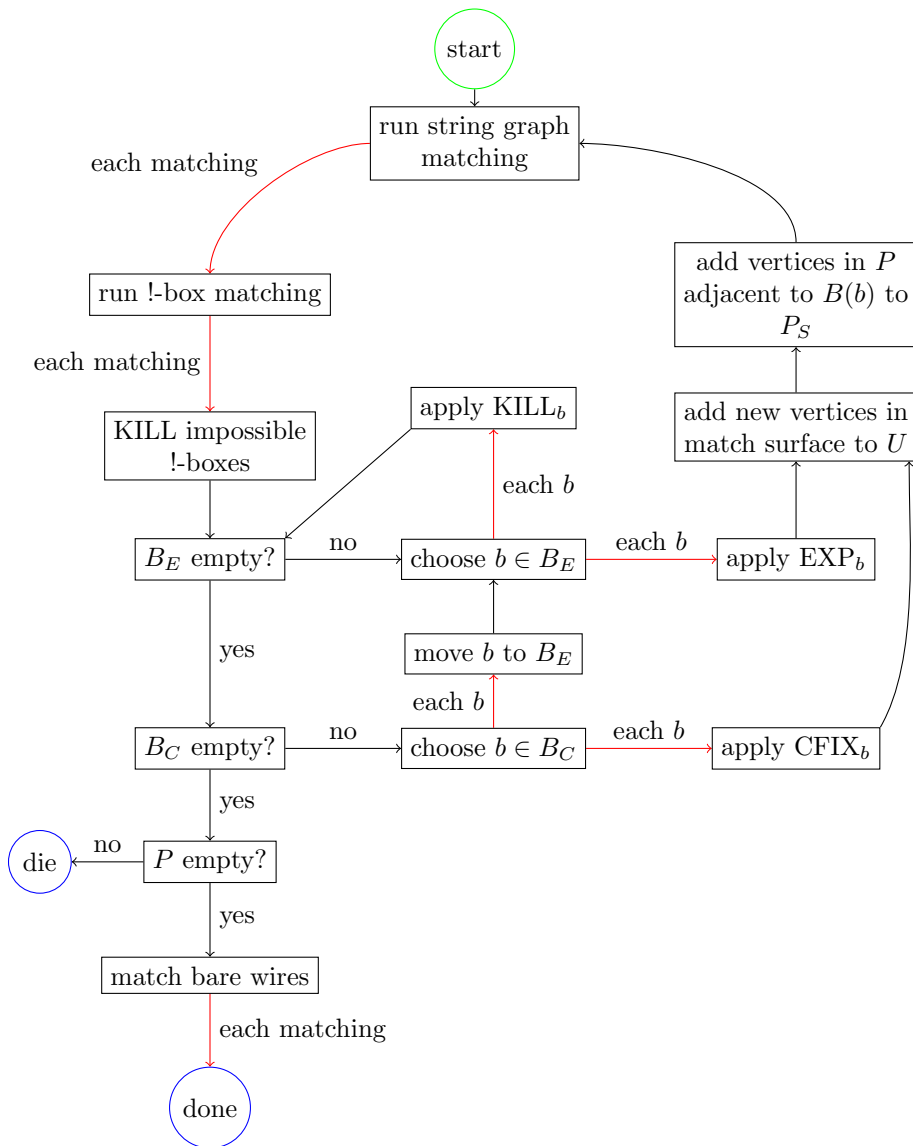 start
run string graph
matching
each matching
run !-box matching
add vertices in P
adjacent to B(b) to
P_S
each matching
KILL impossible
!-boxes
apply KILL_b
add new vertices in
match surface to U
each b
B_E empty?
no
choose b ∈ B_E
each b
apply EXP_b
yes
move b to B_E
each b
B_C empty?
no
choose b ∈ B_C
each b
apply CFIX_b
yes
die
no
P empty?
yes
match bare wires
each matching
done